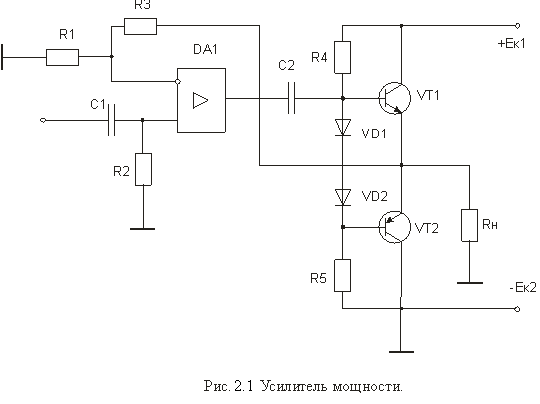 R3
R1
DA1
+Eк1
R4
C2
VT1
C1
VD1
R2
VD2
Rн
VT2
R5
-Eк2
Рис. 2.1 Усилитель мощности.